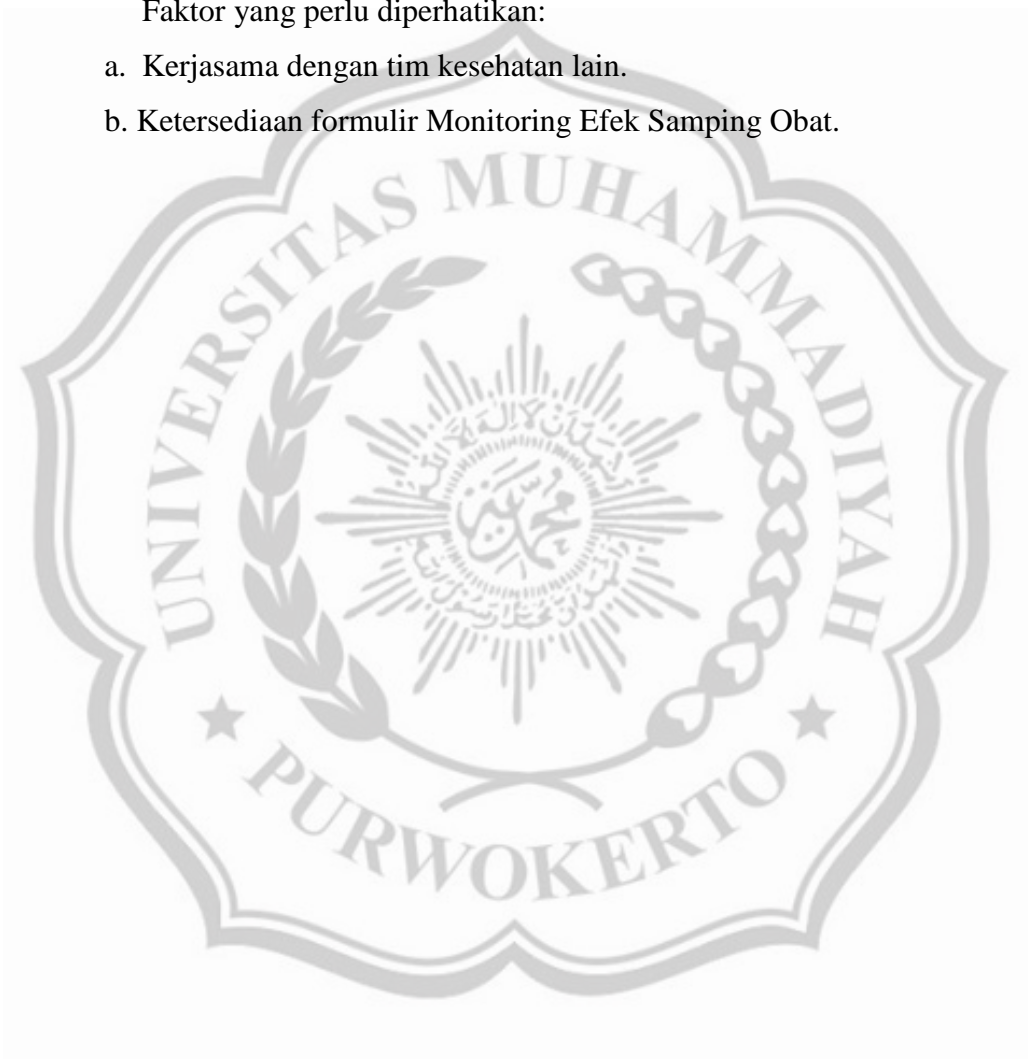 Faktor yang perlu diperhatikan:
a. Kerjasama dengan tim kesehatan lain.
b. Ketersediaan formulir Monitoring Efek Samping Obat.
UNIVERSITAS MUHAMMADIYAH
PURWOKERTO